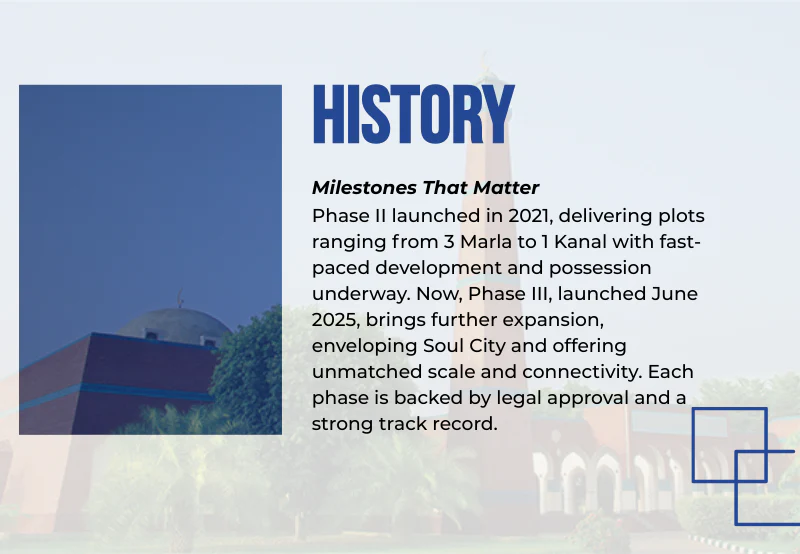 HISTORY
Milestones That Matter
Phase II launched in 2021, delivering plots
ranging from 3 Marla to 1 Kanal with fast-
paced development and possession
underway. Now, Phase III, launched June
2025, brings further expansion,
enveloping Soul City and offering
unmatched scale and connectivity. Each
phase is backed by legal approval and a
strong track record.